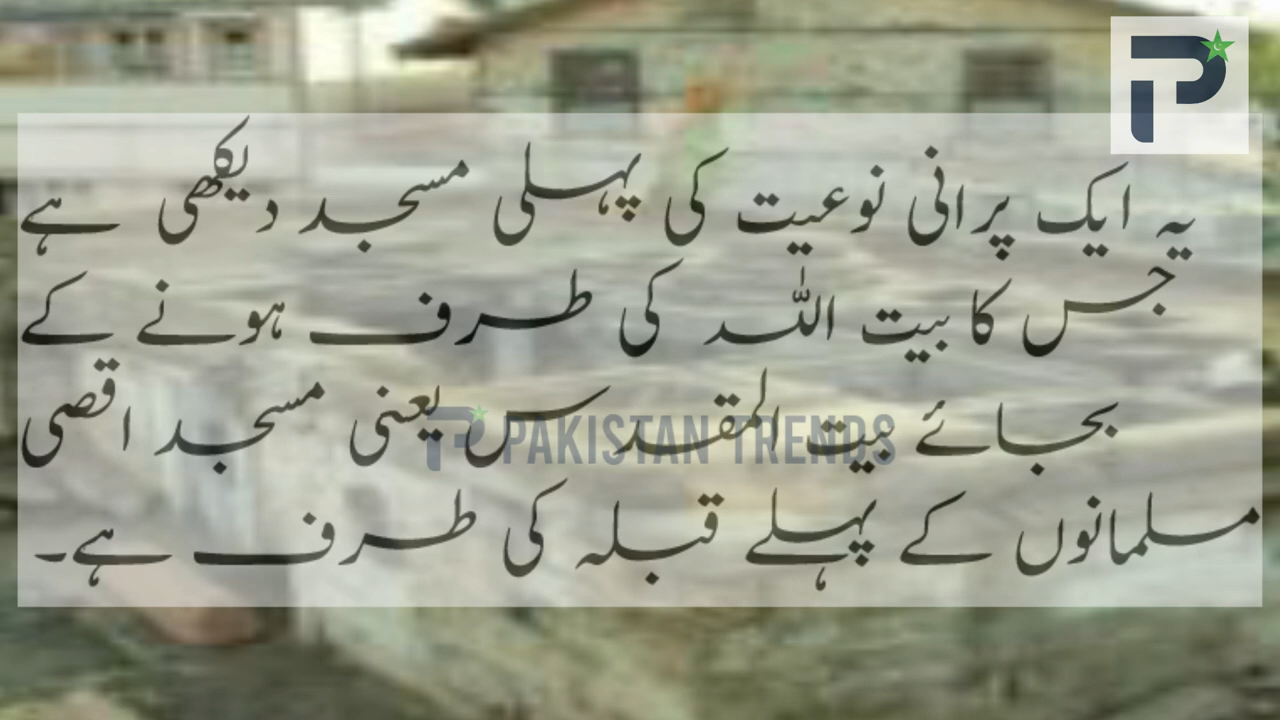 یہ ایک پرانی نوعیت کی پہلی مسجد دیکھی ہے
جس کا بیت اللہ کی طرف ہونے کے
بجائے بیت المقدس یعنی مسجد اقصی
PAKISTAN TRENDS
مسلمانوں کے پہلے قبلہ کی طرف ہے۔